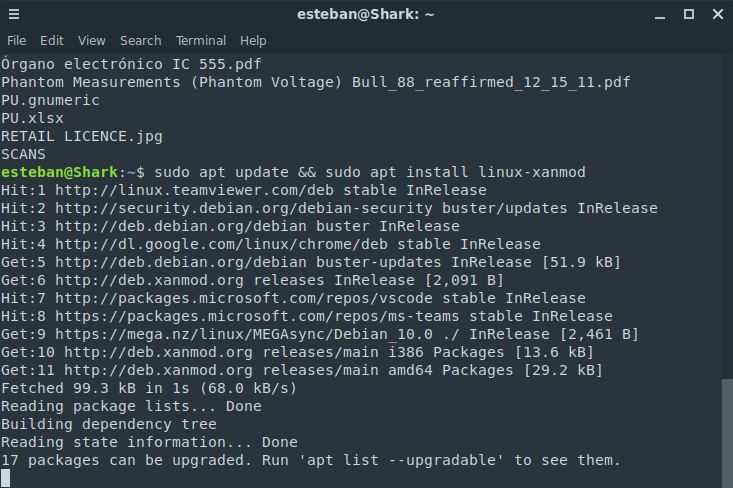 esteban@Shark: ~
File Edit View Search Terminal Help
Órgano electrónico IC 555.pdf
Phantom Measurements (Phantom Voltage) Bull_88_reaffirmed_12_15_11.pdf
PU.gnumeric
PU.xlsx
RETAIL LICENCE.jpg
SCANS
esteban@Shark:~$ sudo apt update && sudo apt install linux-xanmod
Hit:1 http://linux.teamviewer.com/deb stable InRelease
Hit:2 http://security.debian.org/debian-security buster/updates InRelease
Hit:3 http://deb.debian.org/debian buster InRelease
Hit:4 http://dl.google.com/linux/chrome/deb stable InRelease
Get:5 http://deb.debian.org/debian buster-updates InRelease [51.9 kB]
Get:6 http://deb.xanmod.org releases InRelease [2,091 B]
Hit:7 http://packages.microsoft.com/repos/vscode stable InRelease
Hit:8 https://packages.microsoft.com/repos/ms-teams stable InRelease
Get:9 https://mega.nz/linux/MEGAsync/Debian_10.0 ./ InRelease [2,461 B]
Get:10 http://deb.xanmod.org releases/main i386 Packages [13.6 kB]
Get:11 http://deb.xanmod.org releases/main amd64 Packages [29.2 kB]
Fetched 99.3 kB in 1s (68.0 kB/s)
Reading package lists... Done
Building dependency tree
Reading state information... Done
17 packages can be upgraded. Run 'apt list --upgradable' to see them.